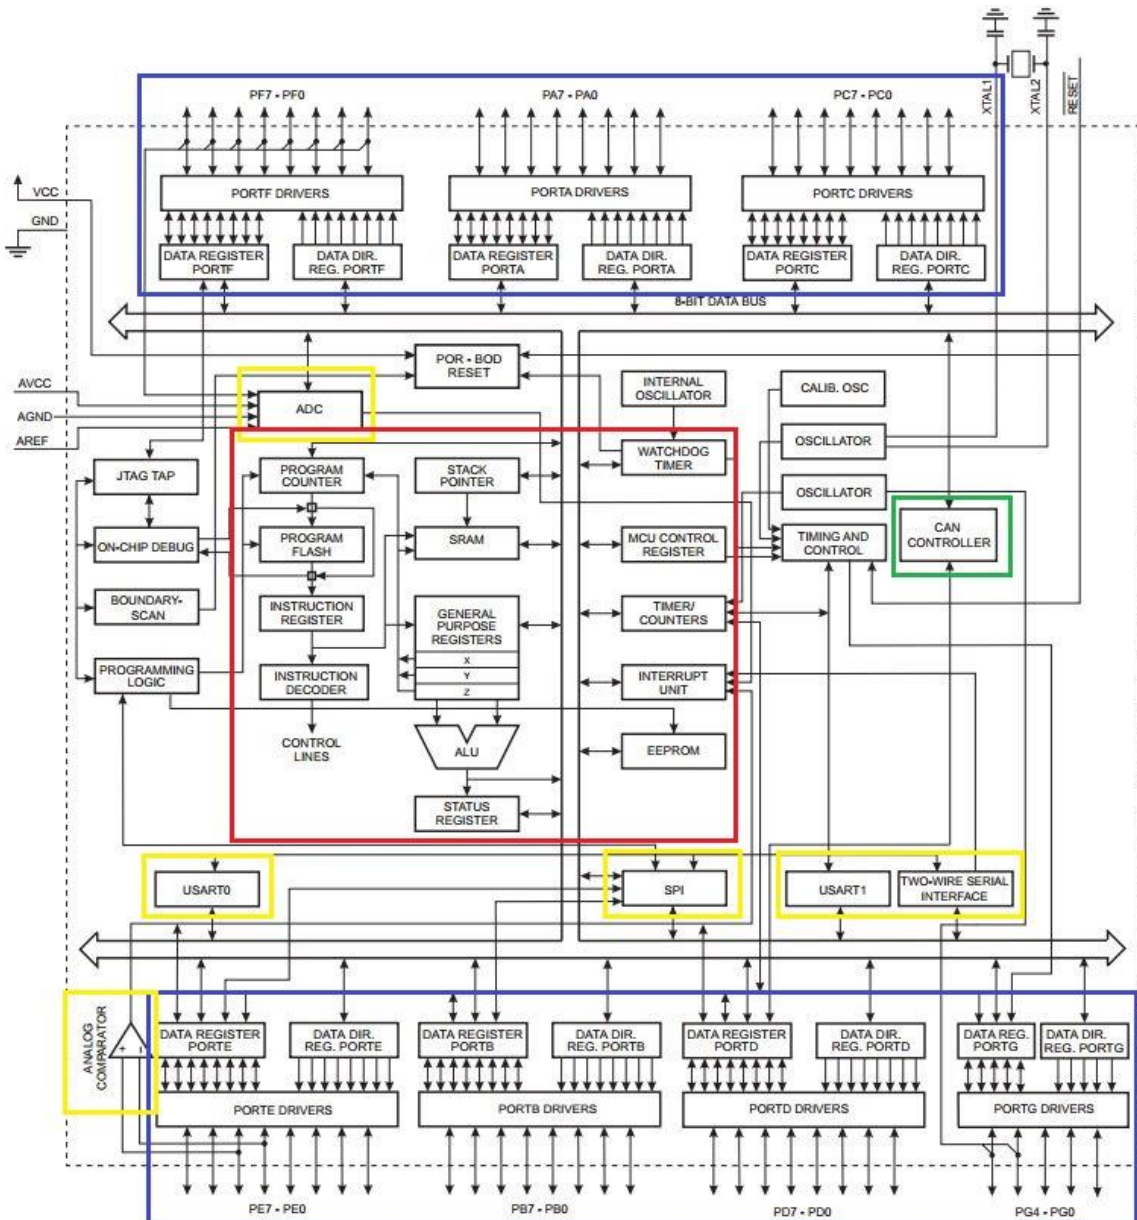 XTAL1
XTAL2
RESET
PF7 - PF0
PA7 - PA0
PC7 - PC0
VCC
GND
PORTF DRIVERS
PORTA DRIVERS
PORTC DRIVERS
DATA REGISTER
PORTF
DATA DIR.
REG. PORTF
DATA REGISTER
PORTA
DATA DIR.
REG. PORTA
DATA REGISTER
PORTC
DATA DIR.
REG. PORTC
8-BIT DATA BUS
POR - BOD
RESET
INTERNAL
OSCILLATOR
CALIB. OSC
AVCC
AGND
AREF
ADC
OSCILLATOR
WATCHDOG
TIMER
JTAG TAP
PROGRAM
COUNTER
STACK
POINTER
OSCILLATOR
ON-CHIP DEBUG
PROGRAM
FLASH
SRAM
MCU CONTROL
REGISTER
TIMING AND
CONTROL
CAN
CONTROLLER
BOUNDARY-
SCAN
INSTRUCTION
REGISTER
GENERAL
PURPOSE
REGISTERS
X
Y
Z
TIMER/
COUNTERS
PROGRAMMING
LOGIC
INSTRUCTION
DECODER
INTERRUPT
UNIT
CONTROL
LINES
ALU
EEPROM
STATUS
REGISTER
USART0
SPI
USART1
TWO-WIRE SERIAL
INTERFACE
ANALOG
COMPARATOR
+
-
DATA REGISTER
PORTE
DATA DIR.
REG. PORTE
DATA REGISTER
PORTB
DATA DIR.
REG. PORTB
DATA REGISTER
PORTD
DATA DIR.
REG. PORTD
DATA REG.
PORTG
DATA DIR.
REG. PORTG
PORTE DRIVERS
PORTB DRIVERS
PORTD DRIVERS
PORTG DRIVERS
PE7 - PE0
PB7 - PB0
PD7 - PD0
PG4 - PG0